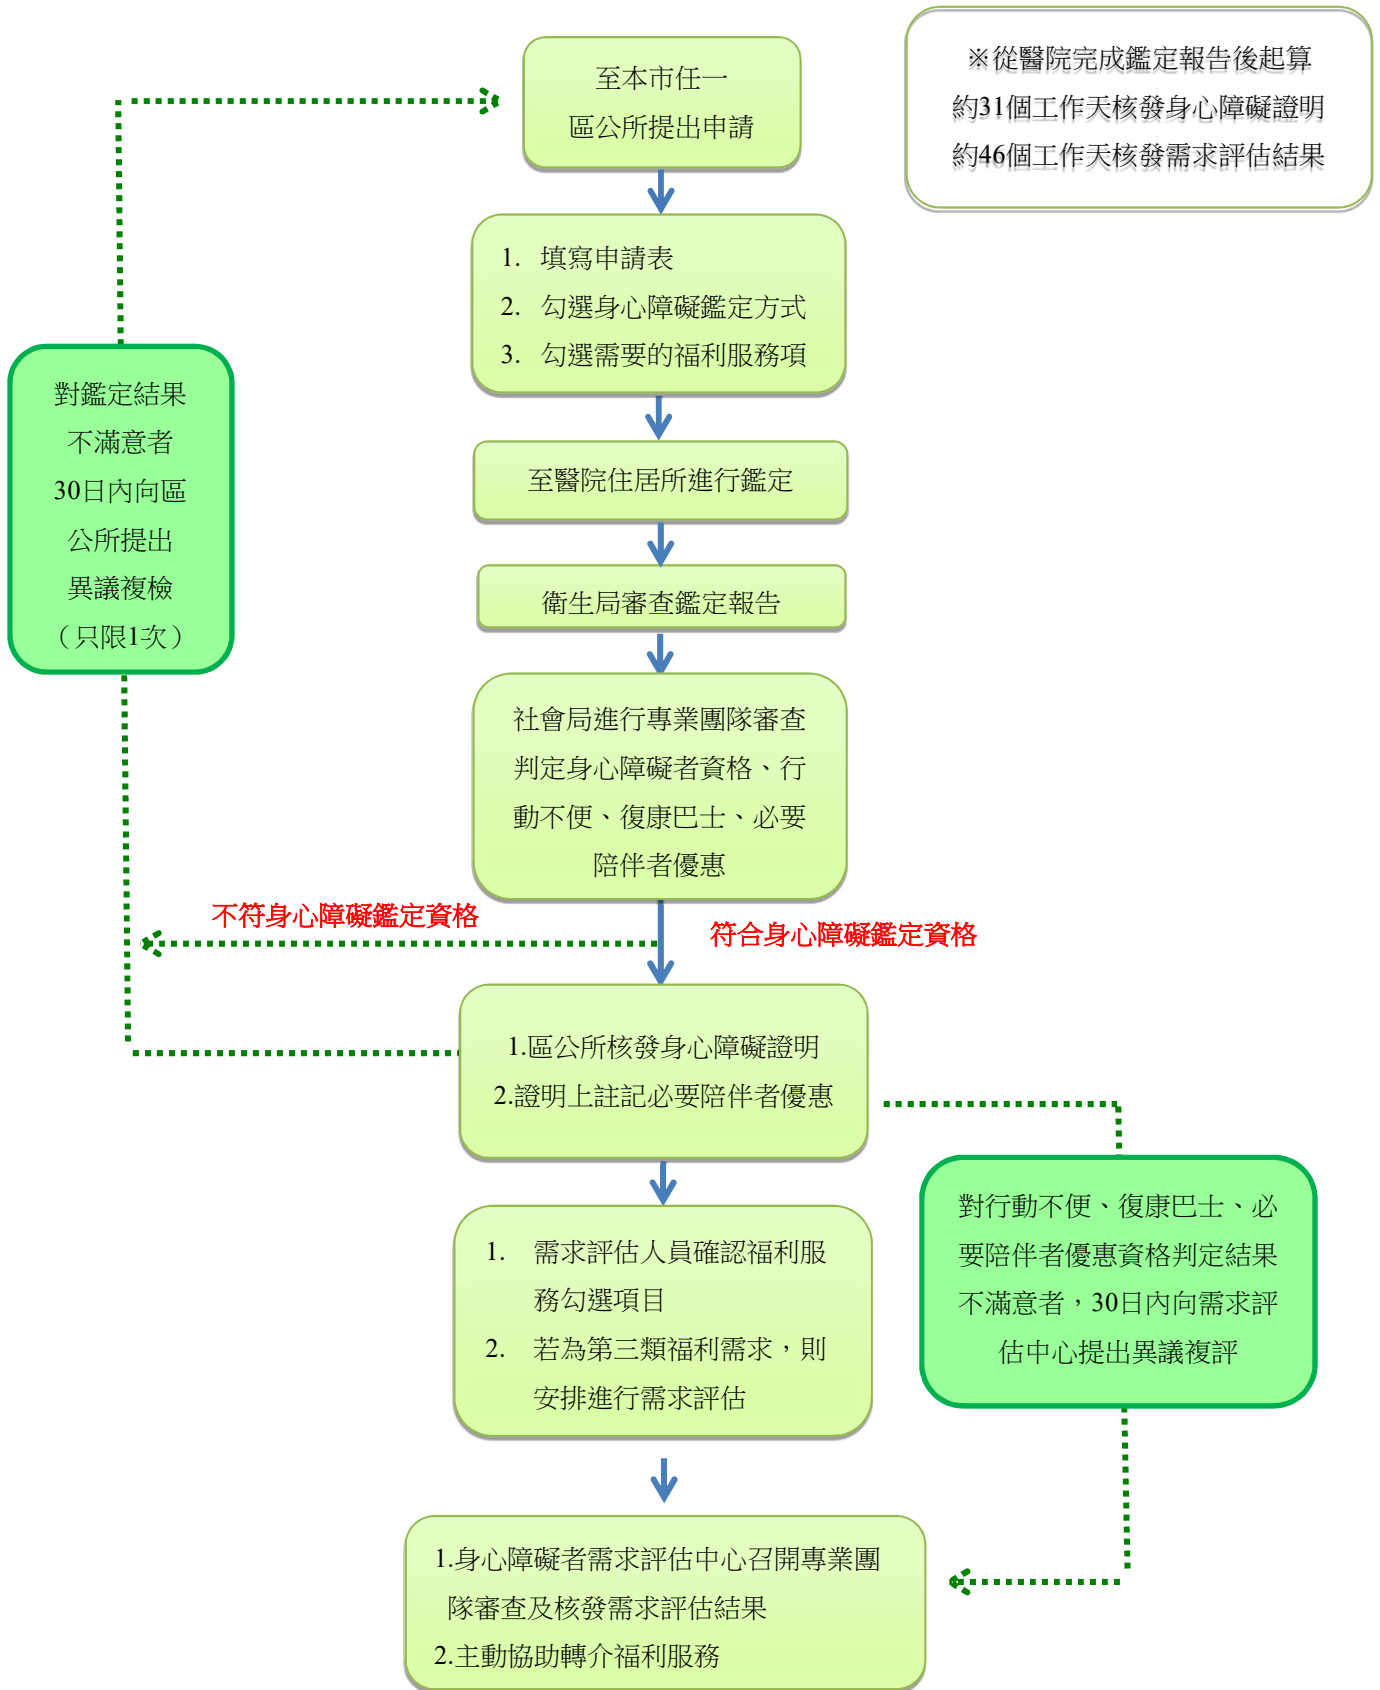 至本市任一
區公所提出申請
※從醫院完成鑑定報告後起算
約31個工作天核發身心障礙證明
約46個工作天核發需求評估結果
1. 填寫申請表
2. 勾選身心障礙鑑定方式
3. 勾選需要的福利服務項
對鑑定結果
不滿意者
30日內向區
公所提出
異議複檢
（只限1次）
至醫院住居所進行鑑定
衛生局審查鑑定報告
社會局進行專業團隊審查
判定身心障礙者資格、行
動不便、復康巴士、必要
陪伴者優惠
不符身心障礙鑑定資格
符合身心障礙鑑定資格
1.區公所核發身心障礙證明
2.證明上註記必要陪伴者優惠
1. 需求評估人員確認福利服
務勾選項目
2. 若為第三類福利需求，則
安排進行需求評估
對行動不便、復康巴士、必
要陪伴者優惠資格判定結果
不滿意者，30日內向需求評
估中心提出異議複評
1.身心障礙者需求評估中心召開專業團
隊審查及核發需求評估結果
2.主動協助轉介福利服務